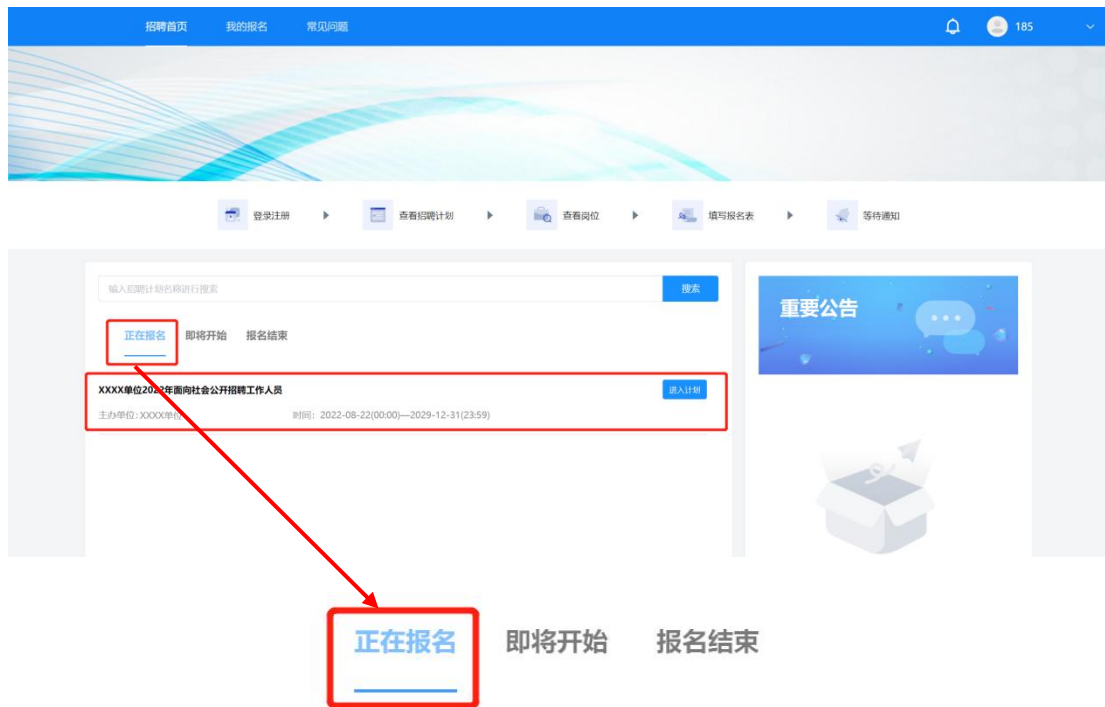 招聘首页 我的报名 常见问题 185
登录注册 查看招聘计划 查看岗位 填写报名表 等待通知
输入招聘计划名称进行搜索 搜索
重要公告
正在报名 即将开始 报名结束
XXXX单位2022年面向社会公开招聘工作人员 进入计划
主办单位:XXXX单位 时间:2022-08-22(00:00)—2029-12-31(23:59)
正在报名 即将开始 报名结束